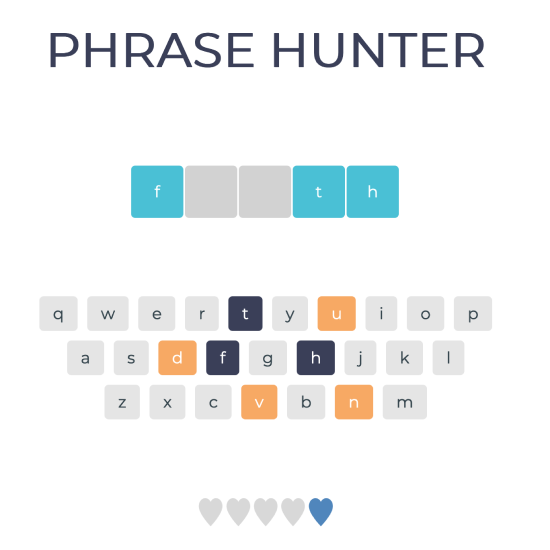 PHRASE HUNTER
f t h
q w e r t y u i o p
a s d f g h j k l
z x c v b n m